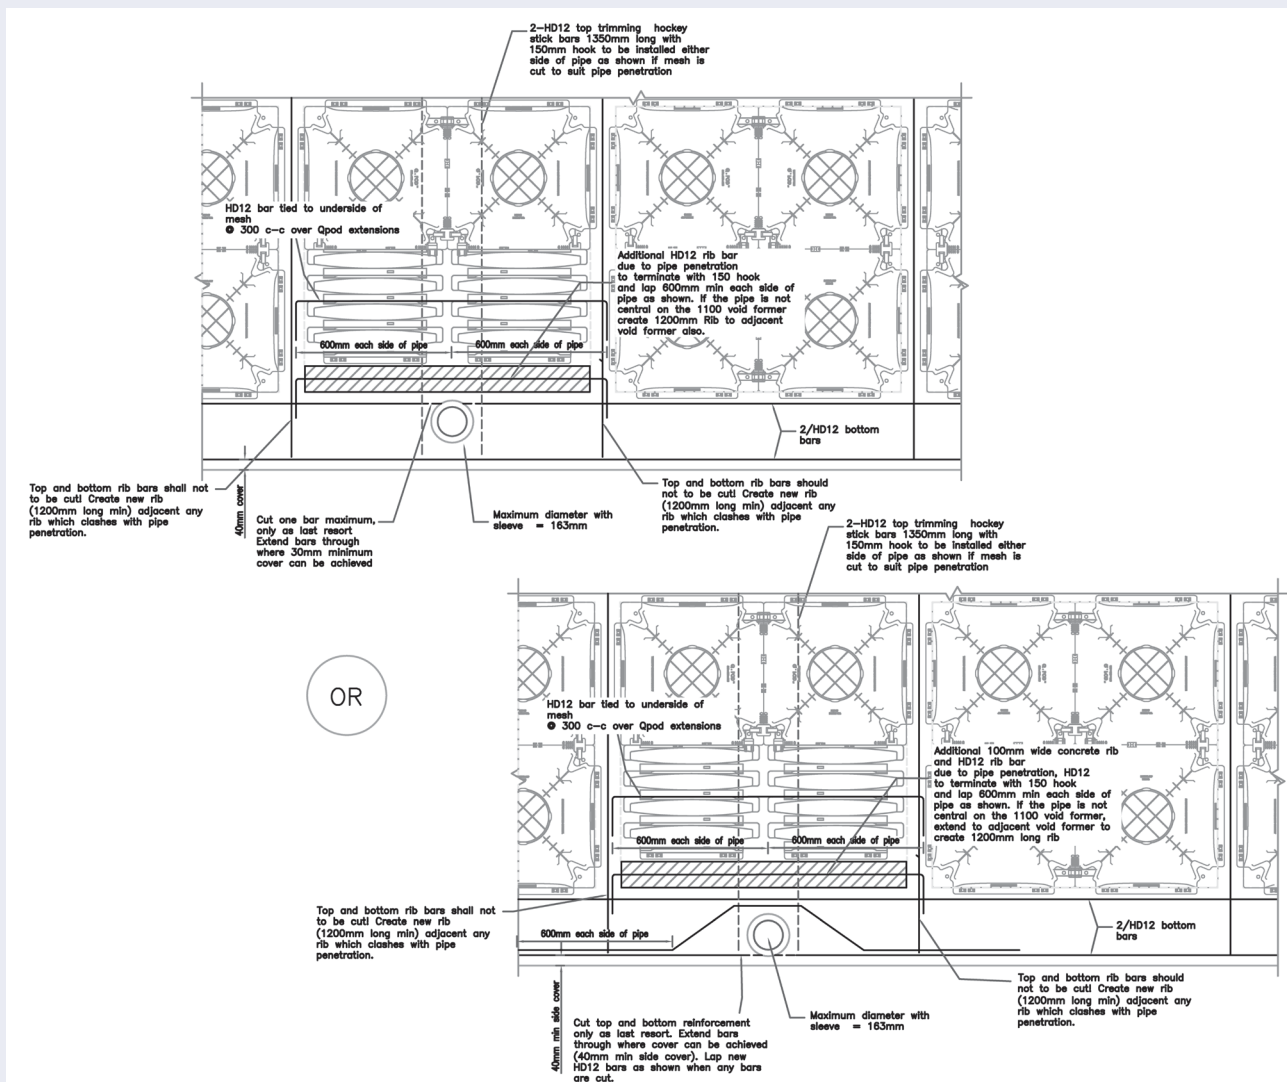 2-HD12 top trimming hockey
stick bars 1350mm long with
150mm hook to be installed either
side of pipe as shown if mesh is
cut to suit pipe penetration
HD12 bar tied to underside of
mesh
@ 300 c-c over Qpod extensions
Additional HD12 rib bar
due to pipe penetration
to terminate with 150 hook
and lap 600mm min each side of
pipe as shown. If the pipe is not
central on the 1100 void former
create 1200mm Rib to adjacent
void former also.
600mm each side of pipe
600mm each side of pipe
2/HD12 bottom
bars
Top and bottom rib bars shall not
to be cut! Create new rib
(1200mm long min) adjacent any
rib which clashes with pipe
penetration.
40mm cover
Cut one bar maximum,
only as last resort
Extend bars through
where 30mm minimum
cover can be achieved
Maximum diameter with
sleeve = 163mm
Top and bottom rib bars should
not to be cut! Create new rib
(1200mm long min) adjacent any
rib which clashes with pipe
penetration.
OR
2-HD12 top trimming hockey
stick bars 1350mm long with
150mm hook to be installed either
side of pipe as shown if mesh is
cut to suit pipe penetration
HD12 bar tied to underside of
mesh
@ 300 c-c over Qpod extensions
Additional 100mm wide concrete rib
and HD12 rib bar
due to pipe penetration, HD12
to terminate with 150 hook
and lap 600mm min each side of
pipe as shown. If the pipe is not
central on the 1100 void former,
extend to adjacent void former to
create 1200mm long rib
600mm each side of pipe
600mm each side of pipe
Top and bottom rib bars shall not
to be cut! Create new rib
(1200mm long min) adjacent any
rib which clashes with pipe
penetration.
600mm each side of pipe
2/HD12 bottom
bars
40mm min side cover
Cut top and bottom reinforcement
only as last resort. Extend bars
through where cover can be achieved
(40mm min side cover). Lap new
HD12 bars as shown when any bars
are cut.
Maximum diameter with
sleeve = 163mm
Top and bottom rib bars should
not to be cut! Create new rib
(1200mm long min) adjacent any
rib which clashes with pipe
penetration.